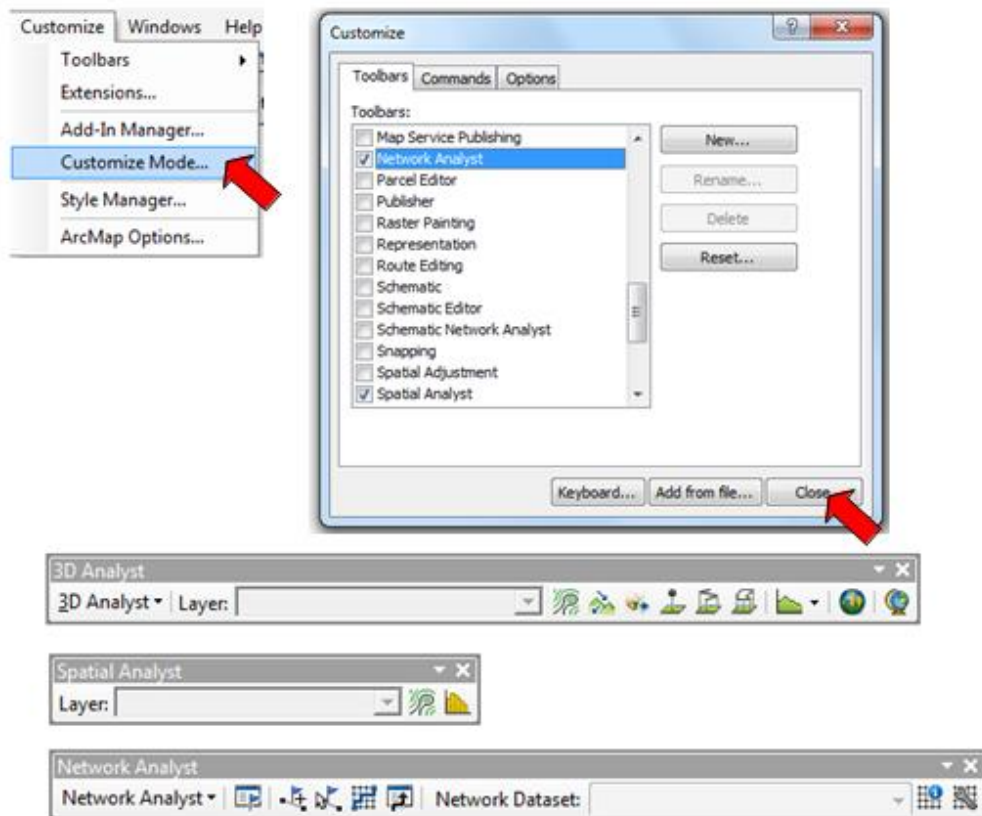 Customize Windows Help
Toolbars
Extensions...
Add-In Manager...
Customize Mode...
Style Manager...
ArcMap Options...
Customize
Toolbars Commands Options
Toolbars:
Map Service Publishing
Network Analyst
Parcel Editor
Publisher
Raster Painting
Representation
Route Editing
Schematic
Schematic Editor
Schematic Network Analyst
Snapping
Spatial Adjustment
Spatial Analyst
New...
Rename...
Delete
Reset...
Keyboard... Add from file... Close
3D Analyst
3D Analyst Layer:
Spatial Analyst
Layer:
Network Analyst
Network Analyst Network Dataset: